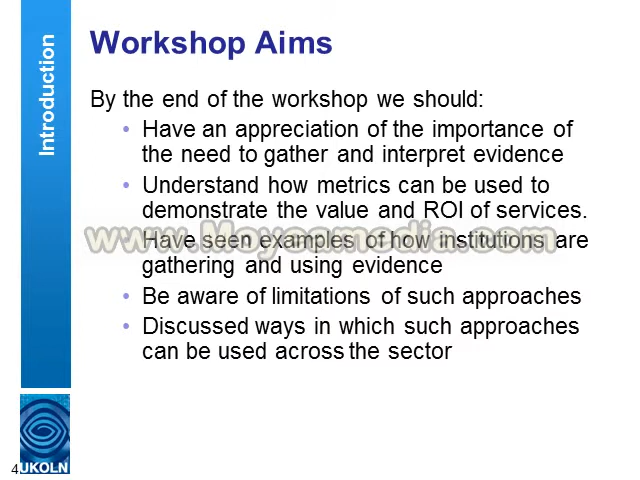 Introduction
Workshop Aims
By the end of the workshop we should:
• Have an appreciation of the importance of
the need to gather and interpret evidence
• Understand how metrics can be used to
demonstrate the value and ROI of services.
www.Moyeamedia.com
• Have seen examples of how institutions are
gathering and using evidence
• Be aware of limitations of such approaches
• Discussed ways in which such approaches
can be used across the sector
4
UKOLN